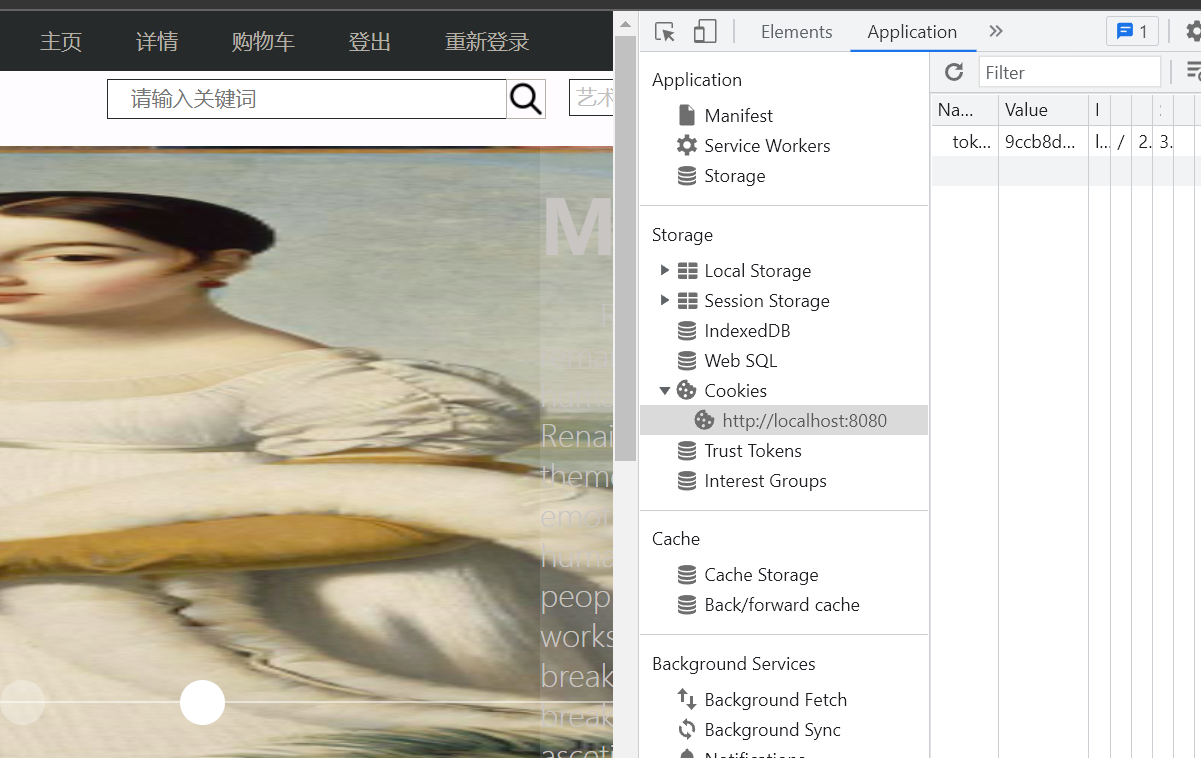 主页 详情 购物车 登出 重新登录
请输入关键词
艺术
M
Renai
theme
emot
human
peop
works
break
break
asceti
Elements Application 1
Application
Manifest
Service Workers
Storage
Storage
Local Storage
Session Storage
IndexedDB
Web SQL
Cookies
http://localhost:8080
Trust Tokens
Interest Groups
Cache
Cache Storage
Back/forward cache
Background Services
Background Fetch
Background Sync
Notifications
Filter
Na... Value
tok... 9ccb8d... l... / 2. 3.